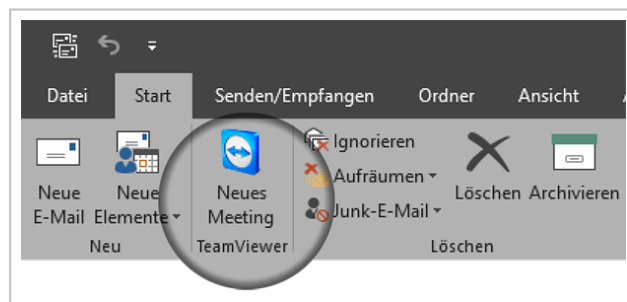 Datei Start Senden/Empfangen Ordner Ansicht
Neue E-Mail
Neue Elemente
Neues Meeting
Ignorieren
Aufräumen
Junk-E-Mail
Löschen
Archivieren
Neu TeamViewer Löschen